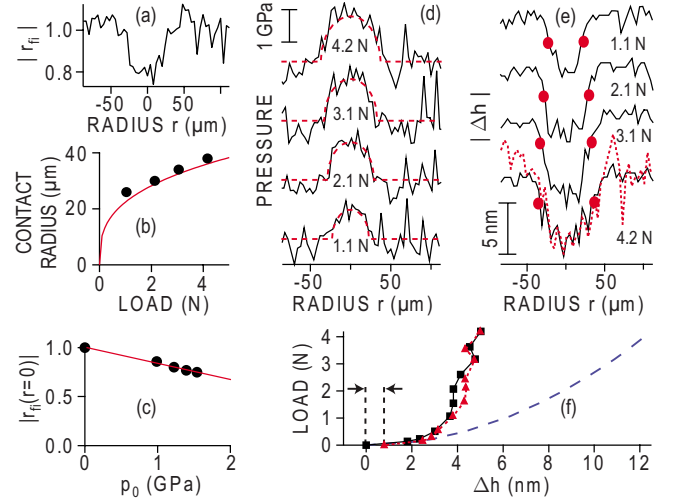 (a)
| r_fi |
1.0
0.8
-50 0 50
RADIUS r (µm)
CONTACT
RADIUS (µm)
40
20
0
(b)
0 2 4
LOAD (N)
|r_fi(r=0)|
1.0
0.5
0.0
(c)
0 1 2
p₀ (GPa)
(d)
1 GPa
PRESSURE
4.2 N
3.1 N
2.1 N
1.1 N
-50 0 50
RADIUS r (µm)
(e)
| Δh |
1.1 N
2.1 N
3.1 N
4.2 N
5 nm
-50 0 50
RADIUS r (µm)
LOAD (N)
4
3
2
1
0
(f)
0 2 4 6 8 10 12
Δh (nm)